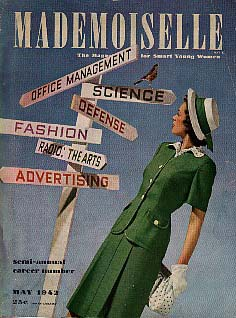 MADEMOISELLE
The Magazine for Smart Young Women
OFFICE MANAGEMENT
SCIENCE
DEFENSE
FASHION
RADIO: THE ARTS
ADVERTISING
semi-annual
career number
MAY 1942
25c